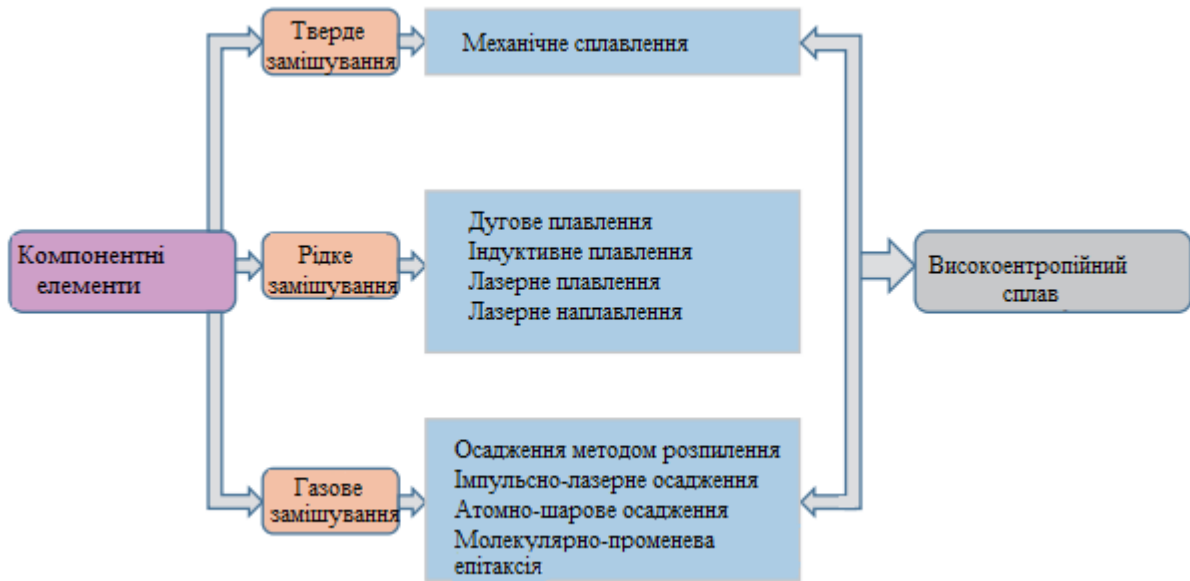 Тверде
замішування
Механічне сплавлення
Компонентні
елементи
Рідке
замішування
Дугове плавлення
Індуктивне плавлення
Лазерне плавлення
Лазерне наплавлення
Високоентропійний
сплав
Газове
замішування
Осадження методом розпилення
Імпульсно-лазерне осадження
Атомно-шарове осадження
Молекулярно-променева
епітаксія